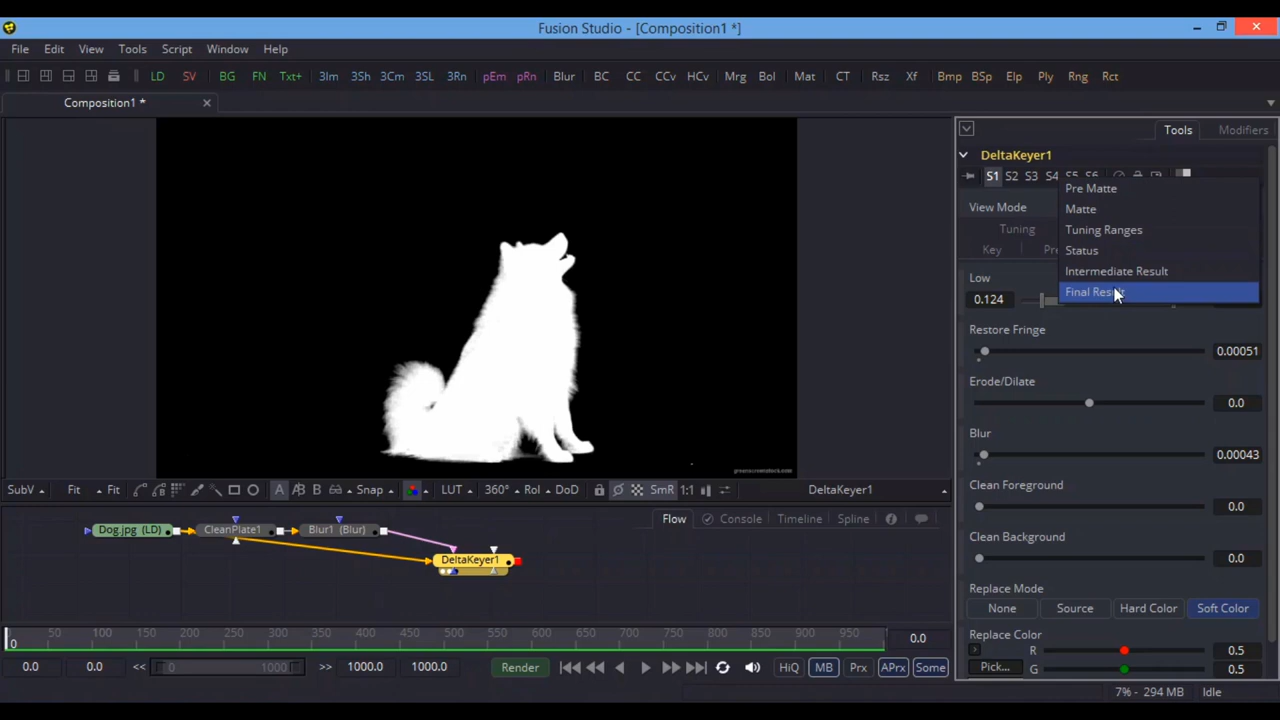 Fusion Studio - [Composition1 *]
File Edit View Tools Script Window Help
LD SV BG FN Txt+ 3Im 3Sh 3Cm 3SL 3Rn pEm pRn Blur BC CC CCv HCv Mrg Bol Mat CT Rsz Xf Bmp BSp Elp Ply Rng Rct
Composition1 *
Tools Modifiers
DeltaKeyer1
S1 S2 S3 S4 S5 S6
Pre Matte
View Mode
Matte
Tuning
Tuning Ranges
Key
Status
Low
Intermediate Result
0.124
Final Result
Restore Fringe
0.00051
Erode/Dilate
0.0
Blur
0.00043
Clean Foreground
0.0
Clean Background
0.0
Replace Mode
None Source Hard Color Soft Color
Replace Color
R 0.5
Pick... G 0.5
greenscreenstock.com
SubV Fit Fit A A B B Snap LUT 360° RoI DoD SmR 1:1 DeltaKeyer1
Flow Console Timeline Spline
Dog.jpg (LD) CleanPlate1 Blur1 (Blur)
DeltaKeyer1
0 50 100 150 200 250 300 350 400 450 500 550 600 650 700 750 800 850 900 950
0 0.0
0.0 0.0 << 0 1000 >> 1000.0 1000.0 Render HiQ MB Prx APrx Some
7% - 294 MB Idle